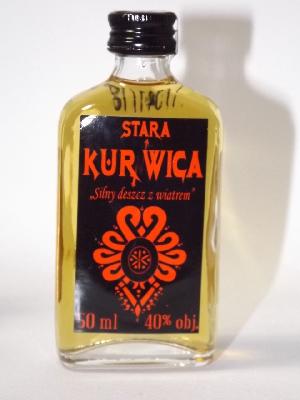 STARA
KURWICA
„Silny deszcz z wiatrem"
50 ml 40% obj.